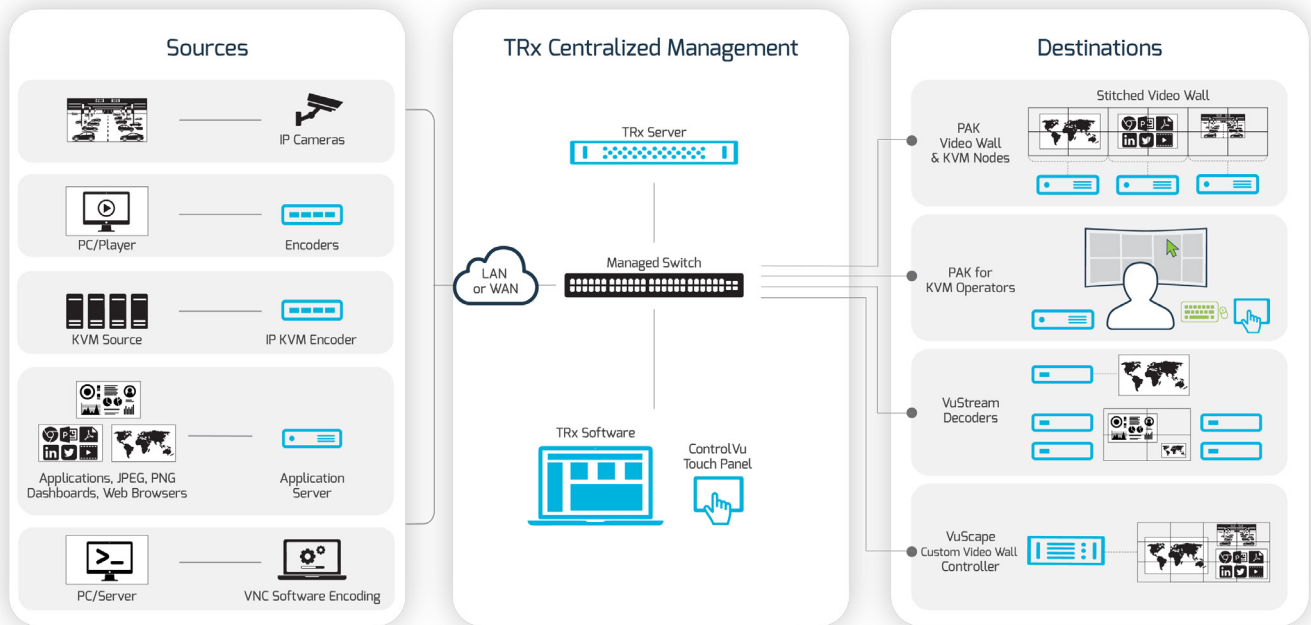 Sources
IP Cameras
PC/Player
Encoders
KVM Source
IP KVM Encoder
Applications, JPEG, PNG
Dashboards, Web Browsers
Application
Server
PC/Server
VNC Software Encoding
TRx Centralized Management
TRx Server
LAN
or WAN
Managed Switch
TRx Software
ControlVu
Touch Panel
Destinations
PAK
Video Wall
& KVM Nodes
Stitched Video Wall
PAK for
KVM Operators
VuStream
Decoders
VuScape
Custom Video Wall
Controller